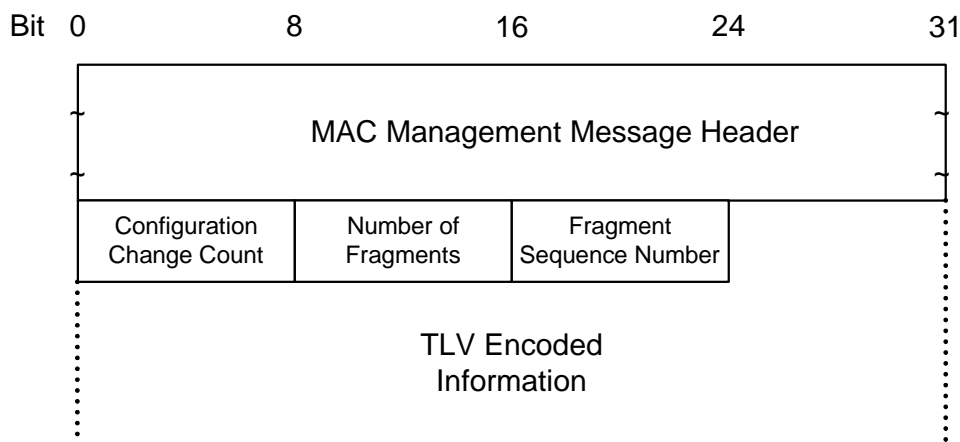 Bit 0 8 16 24 31
MAC Management Message Header
Configuration Change Count
Number of Fragments
Fragment Sequence Number
TLV Encoded
Information